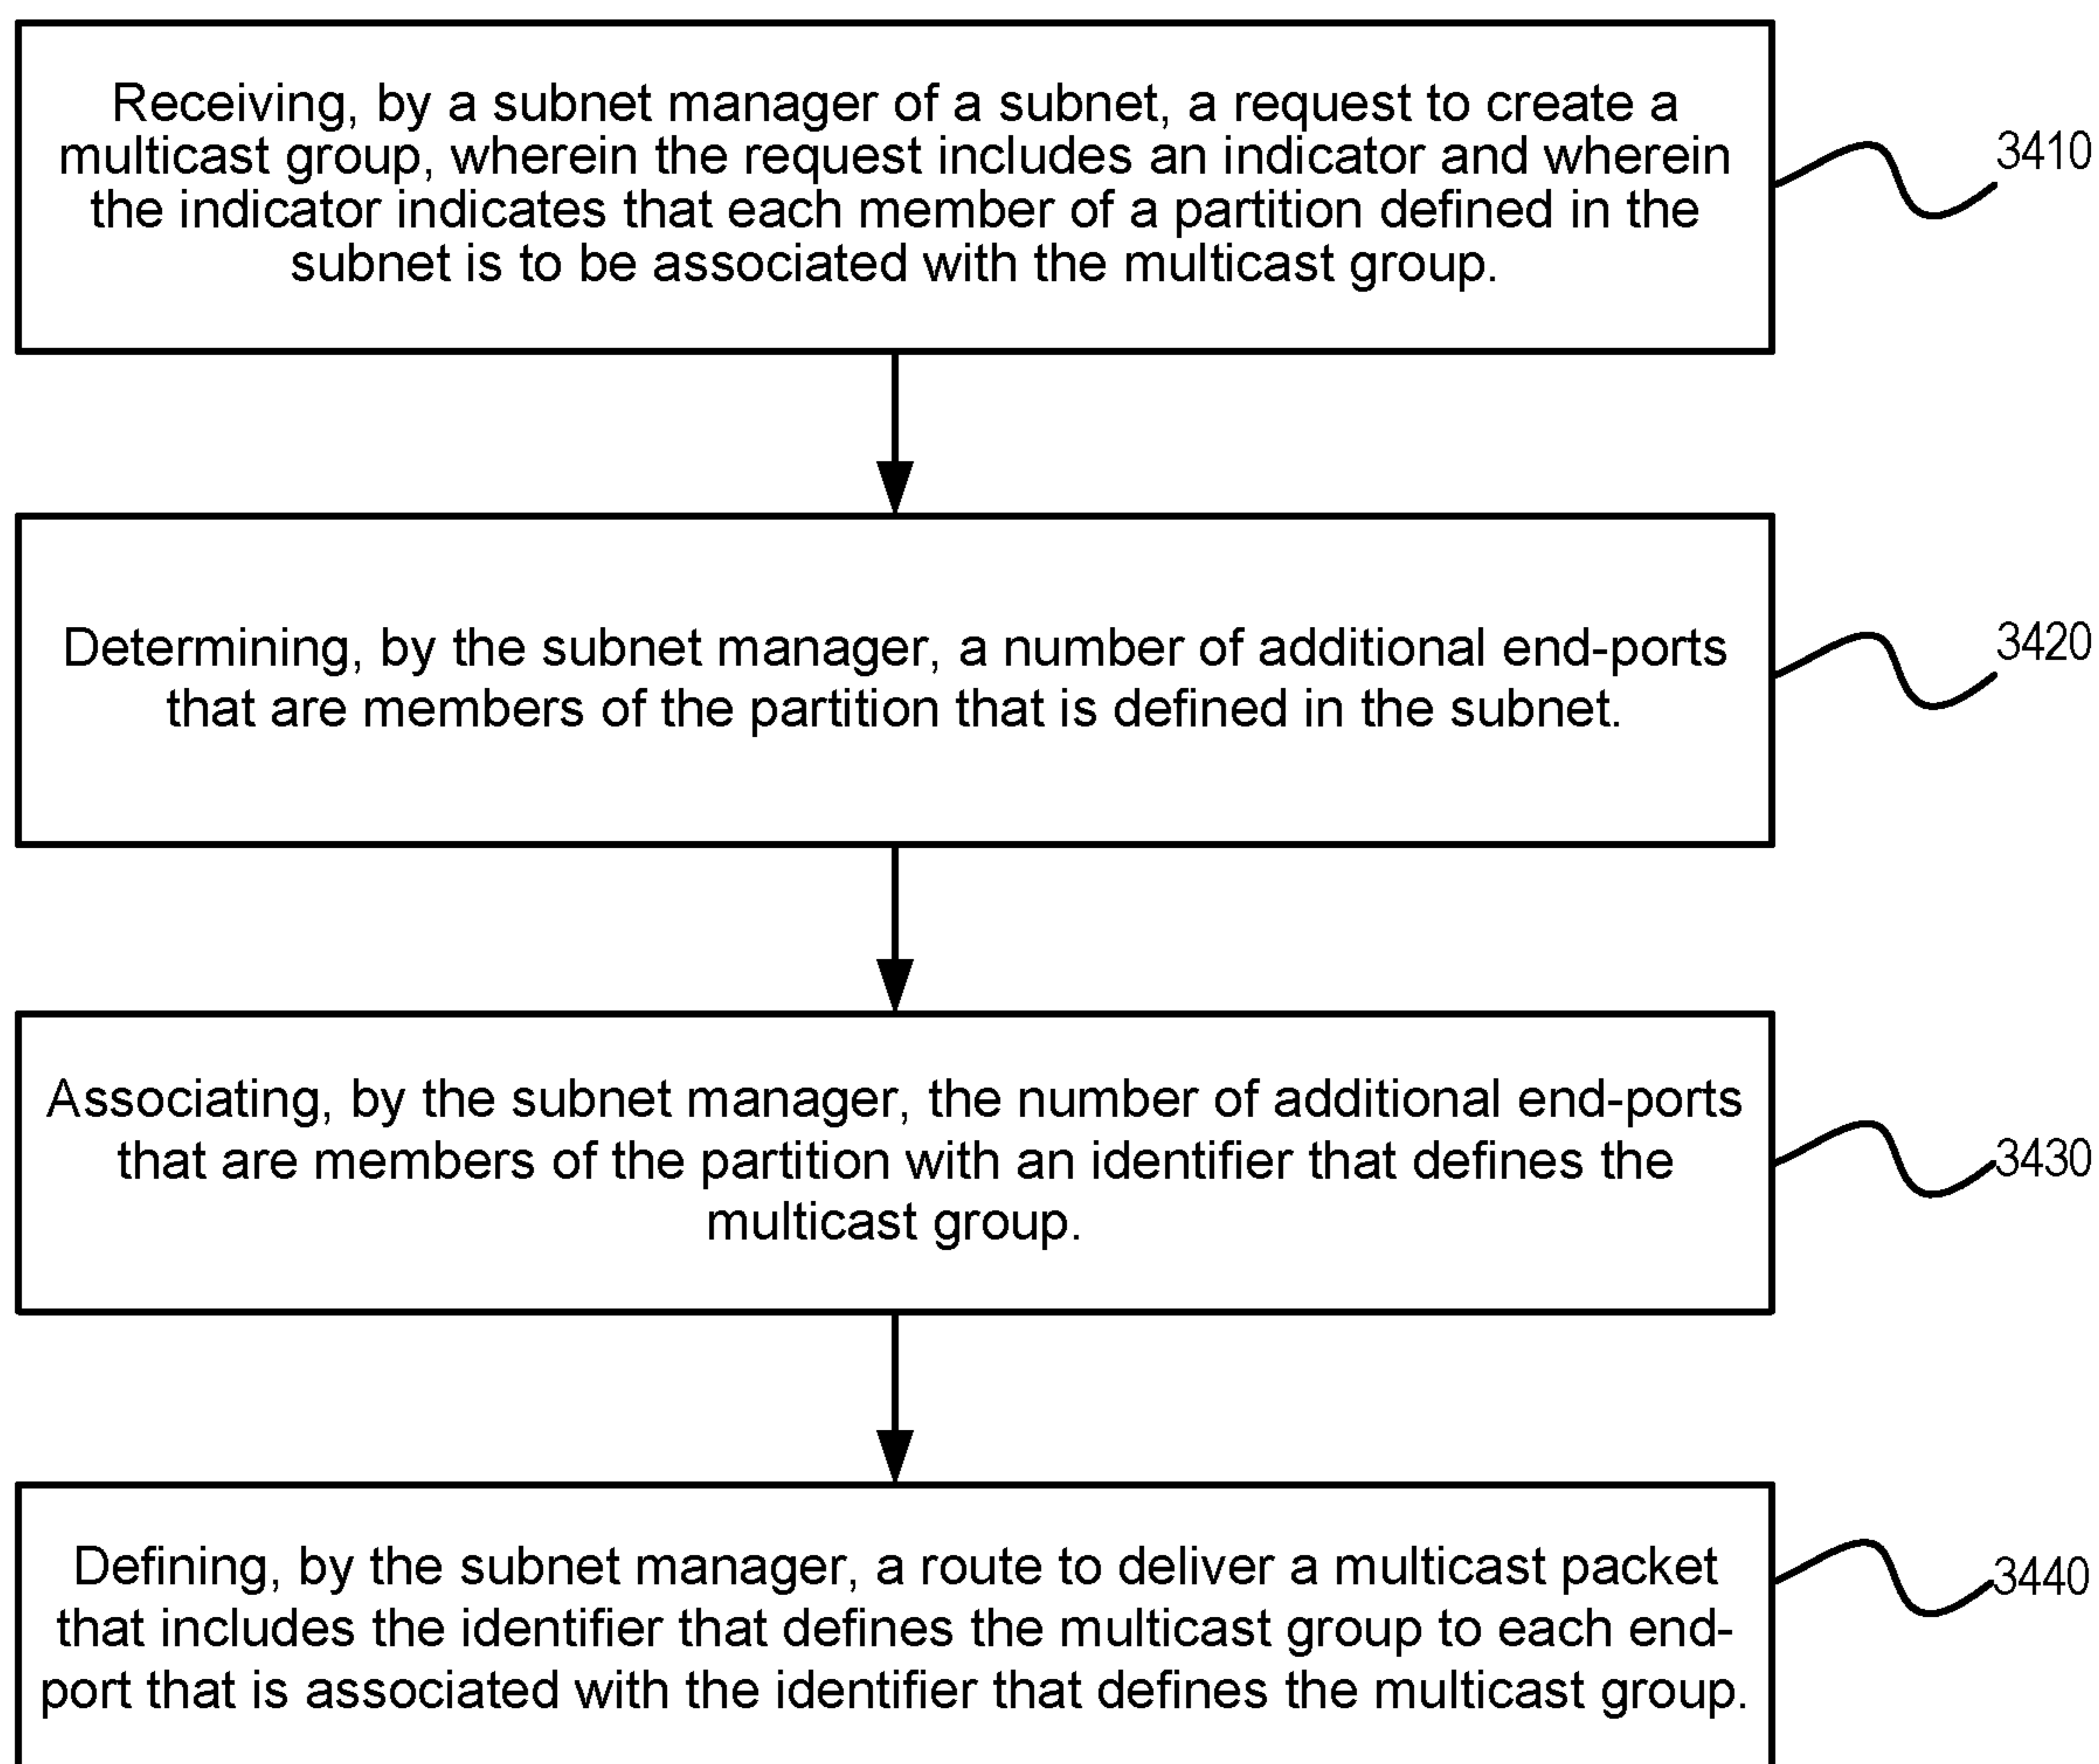 Receiving, by a subnet manager of a subnet, a request to create a
multicast group, wherein the request includes an indicator and wherein
the indicator indicates that each member of a partition defined in the
subnet is to be associated with the multicast group.
3410
Determining, by the subnet manager, a number of additional end-ports
that are members of the partition that is defined in the subnet.
3420
Associating, by the subnet manager, the number of additional end-ports
that are members of the partition with an identifier that defines the
multicast group.
3430
Defining, by the subnet manager, a route to deliver a multicast packet
that includes the identifier that defines the multicast group to each end-
port that is associated with the identifier that defines the multicast group.
3440